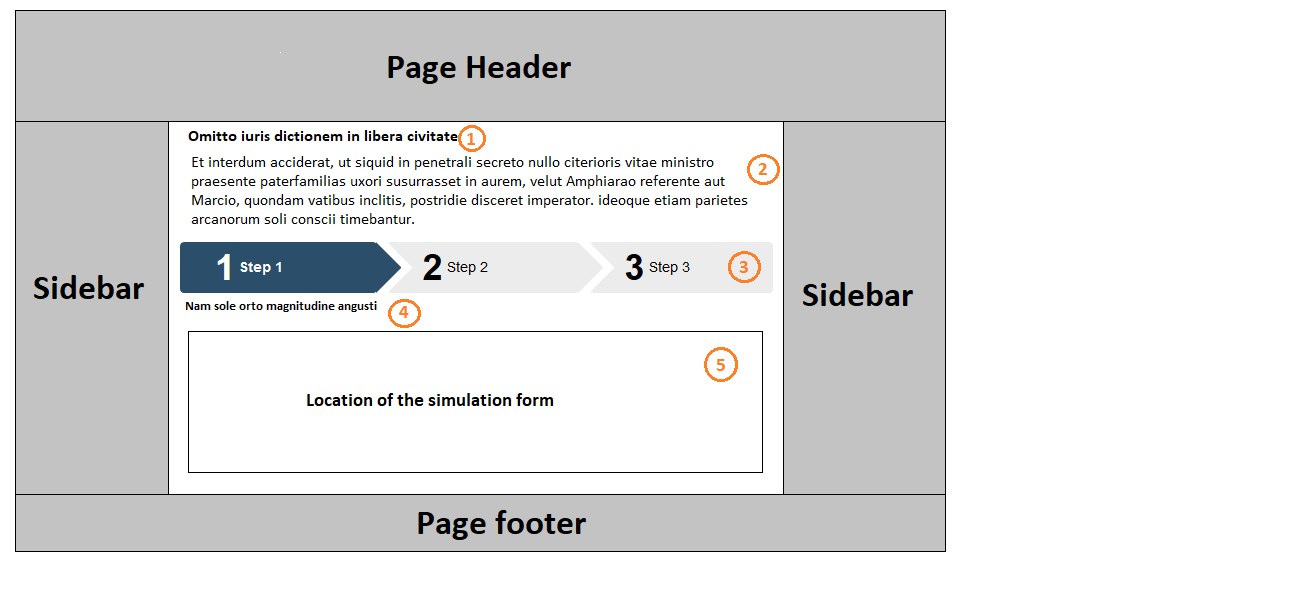 Page Header
Omitto iuris dictionem in libera civitate 1
Et interdum acciderat, ut siquid in penetrali secreto nullo citerioris vitae ministro
2
praesente paterfamilias uxori susurrasset in aurem, velut Amphiarao referente aut
Marcio, quondam vatibus inclitis, postridie disceret imperator. ideoque etiam parietes
arcanorum soli conscii timebantur.
1 Step 1 2 Step 2 3 Step 3 3
Sidebar
Sidebar
Nam sole orto magnitudine angusti 4
5
Location of the simulation form
Page footer